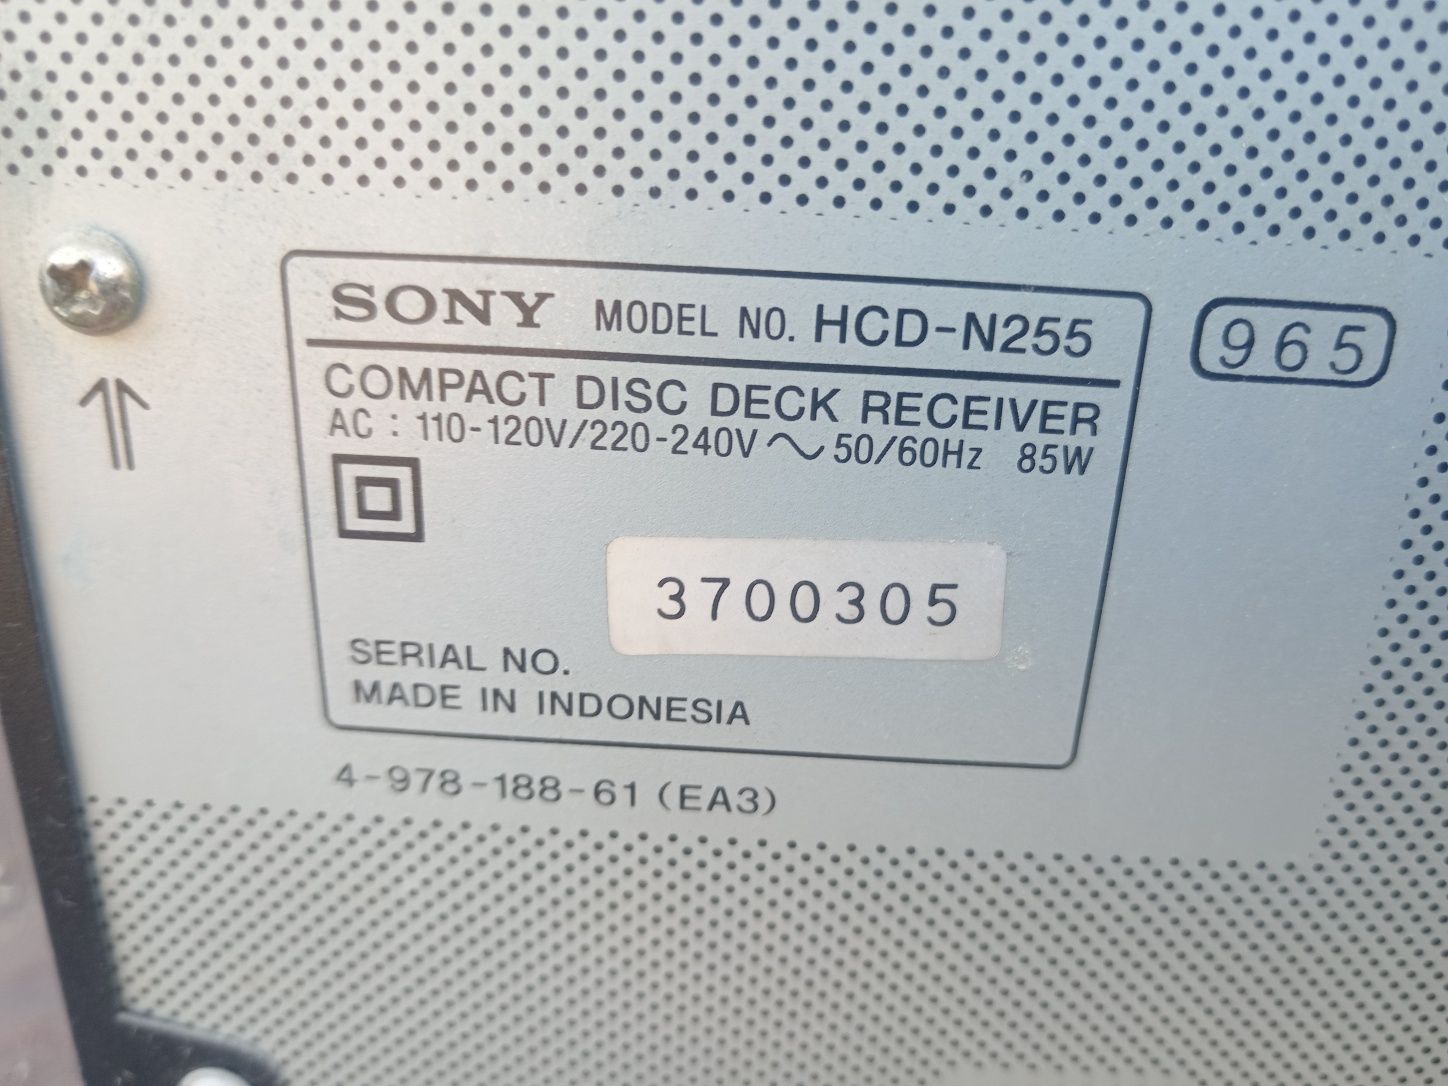 SONY MODEL NO. HCD-N255
965
COMPACT DISC DECK RECEIVER
AC : 110-120V/220-240V ~ 50/60Hz 85W
3700305
SERIAL NO.
MADE IN INDONESIA
4-978-188-61 (EA3)